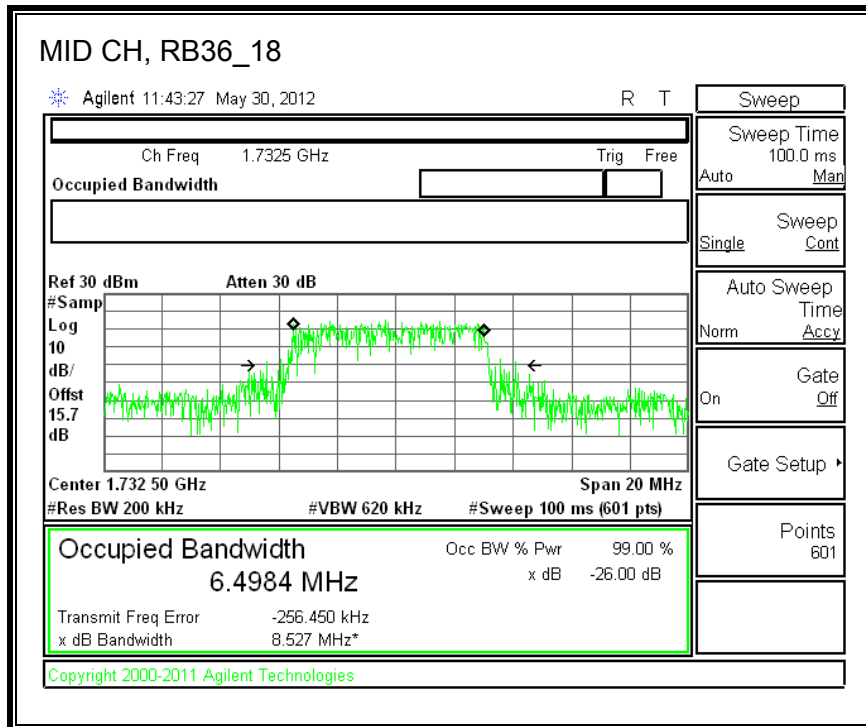 MID CH, RB36_18
Agilent 11:43:27 May 30, 2012 R T
Ch Freq 1.7325 GHz Trig Free
Occupied Bandwidth
Ref 30 dBm Atten 30 dB
#Samp
Log
10
dB/
Offst
15.7
dB
Center 1.732 50 GHz Span 20 MHz
#Res BW 200 kHz #VBW 620 kHz #Sweep 100 ms (601 pts)
Occupied Bandwidth Occ BW % Pwr 99.00 %
6.4984 MHz x dB -26.00 dB
Transmit Freq Error -256.450 kHz
x dB Bandwidth 8.527 MHz*
Copyright 2000-2011 Agilent Technologies
Sweep
Sweep Time
100.0 ms
Auto Man
Sweep
Single Cont
Auto Sweep
Time
Norm Accy
Gate
On Off
Gate Setup
Points
601